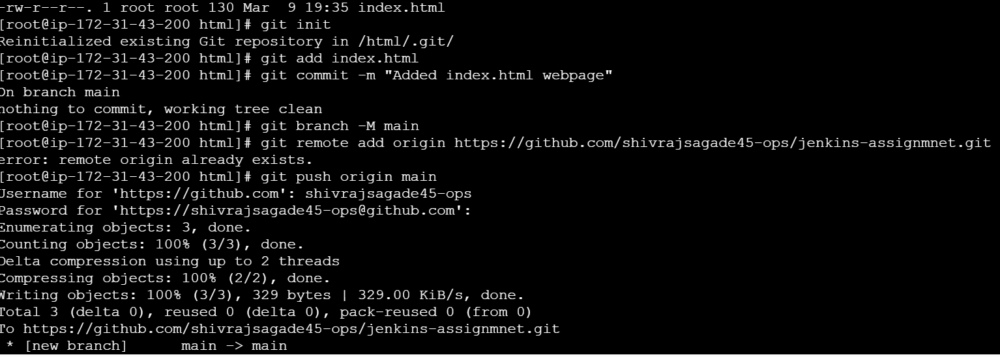 -rw-r--r--. 1 root root 130 Mar  9 19:35 index.html
[root@ip-172-31-43-200 html]# git init
Reinitialized existing Git repository in /html/.git/
[root@ip-172-31-43-200 html]# git add index.html
[root@ip-172-31-43-200 html]# git commit -m "Added index.html webpage"
On branch main
nothing to commit, working tree clean
[root@ip-172-31-43-200 html]# git branch -M main
[root@ip-172-31-43-200 html]# git remote add origin https://github.com/shivrajsagade45-ops/jenkins-assignmnet.git
error: remote origin already exists.
[root@ip-172-31-43-200 html]# git push origin main
Username for 'https://github.com': shivrajsagade45-ops
Password for 'https://shivrajsagade45-ops@github.com':
Enumerating objects: 3, done.
Counting objects: 100% (3/3), done.
Delta compression using up to 2 threads
Compressing objects: 100% (2/2), done.
Writing objects: 100% (3/3), 329 bytes | 329.00 KiB/s, done.
Total 3 (delta 0), reused 0 (delta 0), pack-reused 0 (from 0)
To https://github.com/shivrajsagade45-ops/jenkins-assignmnet.git
 * [new branch]      main -> main